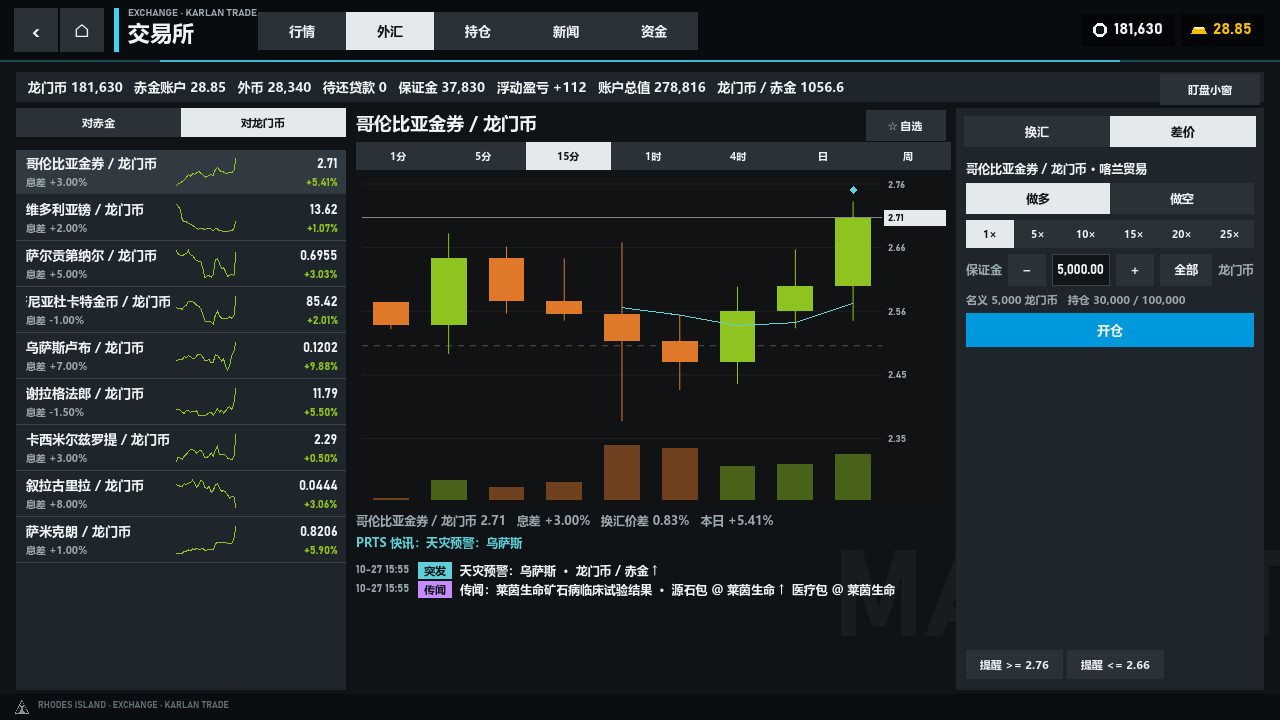 ‹
EXCHANGE · KARLAN TRADE
交易所
行情 外汇 持仓 新闻 资金
181,630 28.85
龙门币 181,630 赤金账户 28.85 外币 28,340 待还贷款 0 保证金 37,830 浮动盈亏 +112 账户总值 278,816 龙门币 / 赤金 1056.6
盯盘小窗
对赤金 对龙门币
哥伦比亚金券 / 龙门币 2.71
息差 +3.00% +5.41%
维多利亚镑 / 龙门币 13.62
息差 +2.00% +1.07%
萨尔贡第纳尔 / 龙门币 0.6955
息差 +5.00% +3.03%
尼亚杜卡特金币 / 龙门币 85.42
息差 -1.00% +2.01%
乌萨斯卢布 / 龙门币 0.1202
息差 +7.00% +9.88%
谢拉格法郎 / 龙门币 11.79
息差 -1.50% +5.50%
卡西米尔兹罗提 / 龙门币 2.29
息差 +3.00% +0.50%
叙拉古里拉 / 龙门币 0.0444
息差 +8.00% +3.06%
萨米克朗 / 龙门币 0.8206
息差 +1.00% +5.90%
哥伦比亚金券 / 龙门币
☆ 自选
1分 5分 15分 1时 4时 日 周
2.76
2.71
2.66
2.56
2.45
2.35
哥伦比亚金券 / 龙门币 2.71 息差 +3.00% 换汇价差 0.83% 本日 +5.41%
PRTS 快讯：天灾预警：乌萨斯
10-27 15:55 突发 天灾预警：乌萨斯 · 龙门币 / 赤金 ↑
10-27 15:55 传闻 传闻：莱茵生命矿石病临床试验结果 · 源石包 @ 莱茵生命 ↑ 医疗包 @ 莱茵生命
换汇 差价
哥伦比亚金券 / 龙门币 · 喀兰贸易
做多 做空
1× 5× 10× 15× 20× 25×
保证金 − 5,000.00 + 全部 龙门币
名义 5,000 龙门币 持仓 30,000 / 100,000
开仓
提醒 >= 2.76 提醒 <= 2.66
RHODES ISLAND · EXCHANGE · KARLAN TRADE